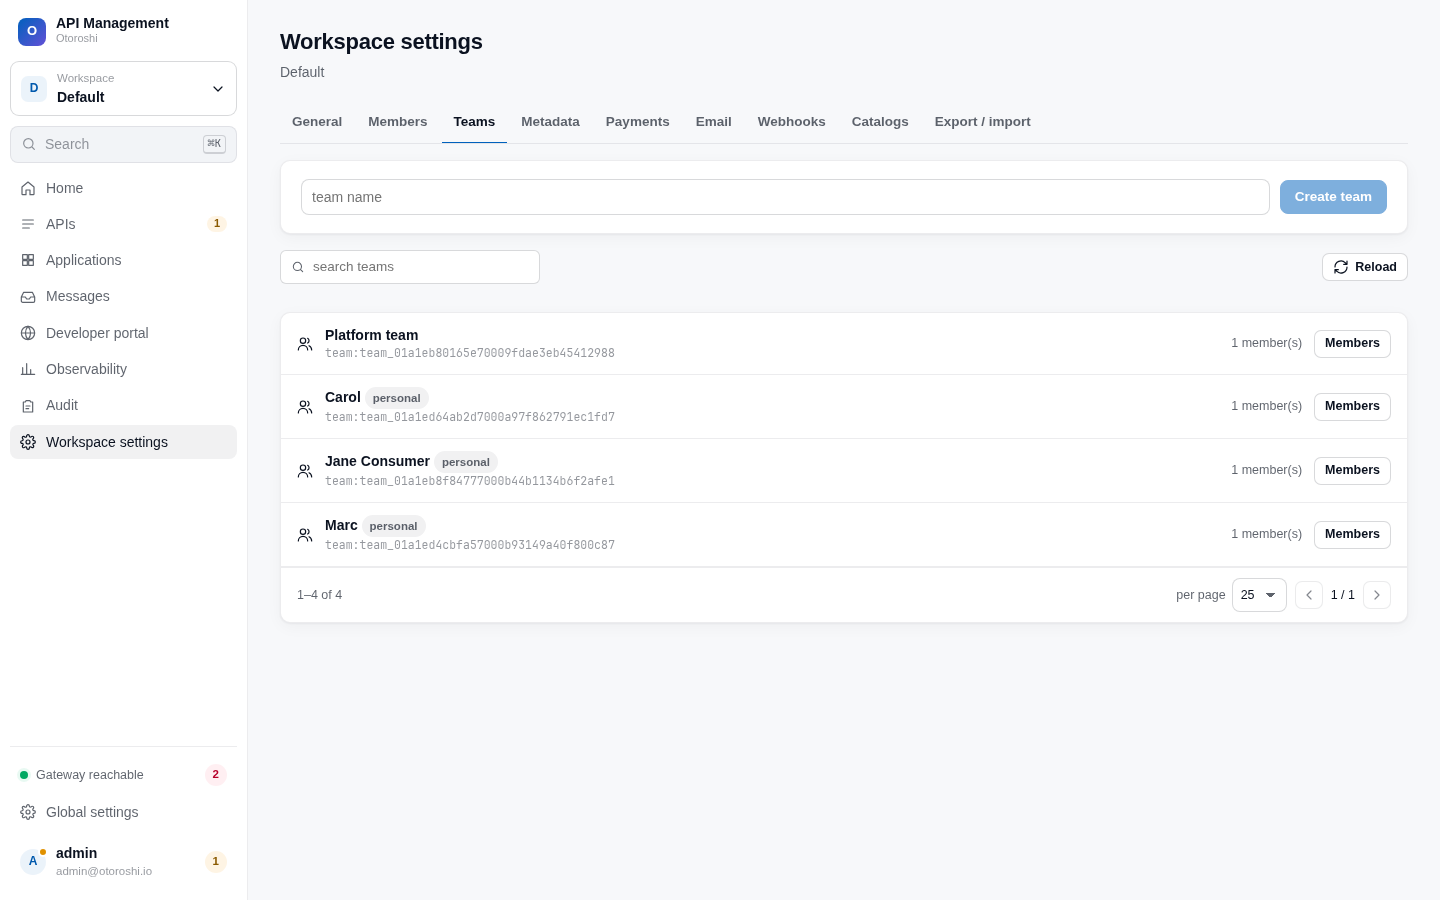 O
API Management
Otoroshi
D
Workspace
Default
Search
⌘K
Home
APIs
1
Applications
Messages
Developer portal
Observability
Audit
Workspace settings
Gateway reachable
2
Global settings
A
admin
admin@otoroshi.io
1
Workspace settings
Default
General Members Teams Metadata Payments Email Webhooks Catalogs Export / import
team name
Create team
search teams
Reload
Platform team
team:team_01a1eb80165e70009fdae3eb45412988
1 member(s)
Members
Carol personal
team:team_01a1ed64ab2d7000a97f862791ec1fd7
1 member(s)
Members
Jane Consumer personal
team:team_01a1eb8f84777000b44b1134b6f2afe1
1 member(s)
Members
Marc personal
team:team_01a1ed4cbfa57000b93149a40f800c87
1 member(s)
Members
1–4 of 4
per page
25
1 / 1